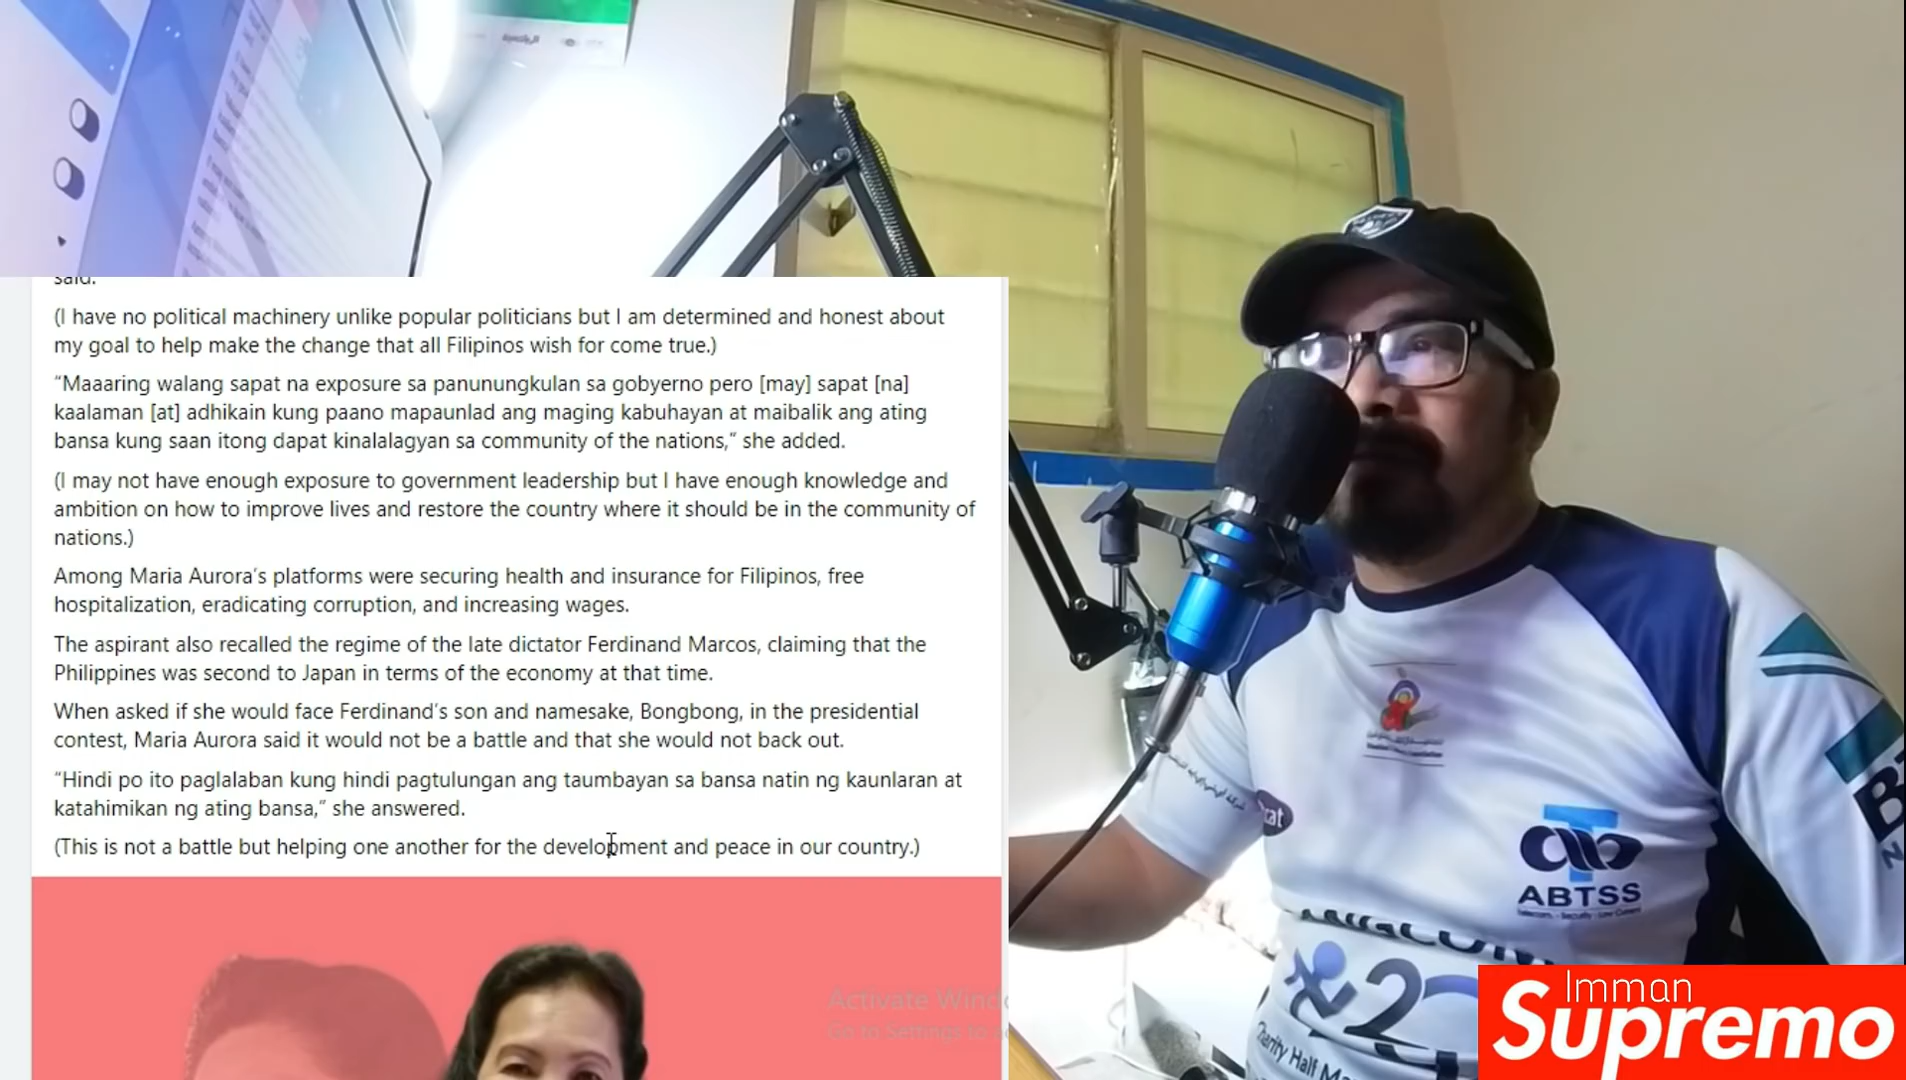 said.
(I have no political machinery unlike popular politicians but I am determined and honest about
my goal to help make the change that all Filipinos wish for come true.)
“Maaaring walang sapat na exposure sa panunungkulan sa gobyerno pero [may] sapat [na]
kaalaman [at] adhikain kung paano mapaunlad ang maging kabuhayan at maibalik ang ating
bansa kung saan itong dapat kinalalagyan sa community of the nations,” she added.
(I may not have enough exposure to government leadership but I have enough knowledge and
ambition on how to improve lives and restore the country where it should be in the community of
nations.)
Among Maria Aurora’s platforms were securing health and insurance for Filipinos, free
hospitalization, eradicating corruption, and increasing wages.
The aspirant also recalled the regime of the late dictator Ferdinand Marcos, claiming that the
Philippines was second to Japan in terms of the economy at that time.
When asked if she would face Ferdinand’s son and namesake, Bongbong, in the presidential
contest, Maria Aurora said it would not be a battle and that she would not back out.
“Hindi po ito paglalaban kung hindi pagtulungan ang taumbayan sa bansa natin ng kaunlaran at
katahimikan ng ating bansa,” she answered.
(This is not a battle but helping one another for the development and peace in our country.)
Activate Wind
Go to Settings to a
ABTSS
2
Half
Imman
Supremo